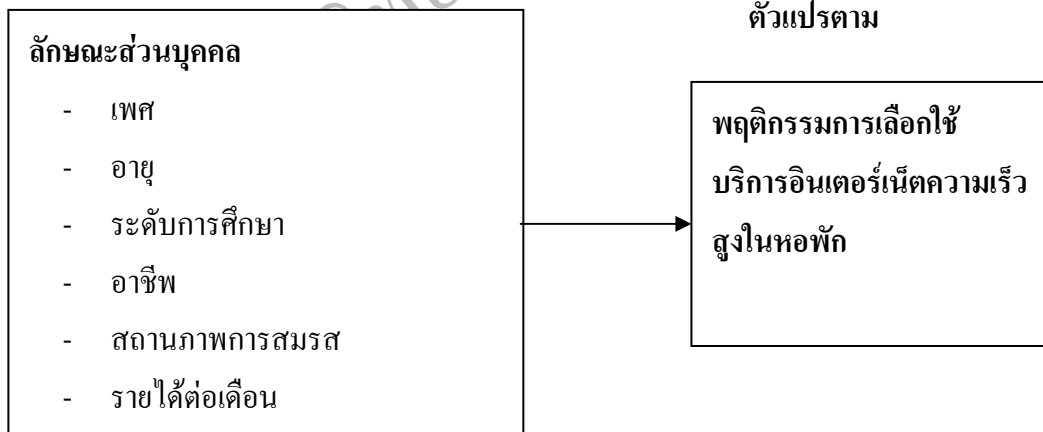 ตัวแปรตาม
ลักษณะส่วนบุคคล
- เพศ
- อายุ
- ระดับการศึกษา
- อาชีพ
- สถานภาพการสมรส
- รายได้ต่อเดือน
พฤติกรรมการเลือกใช้
บริการอินเตอร์เน็ตความเร็ว
สูงในหอพัก